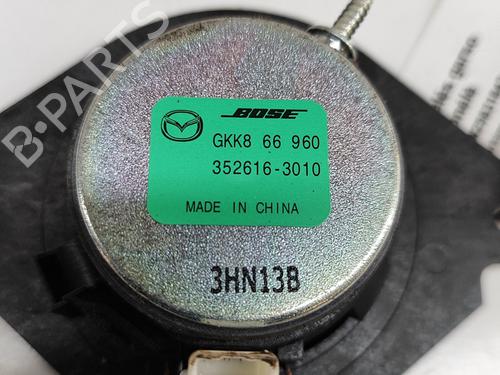 B-PARTS
BOSE
GKK8 66 960
352616-3010
MADE IN CHINA
3HN13B